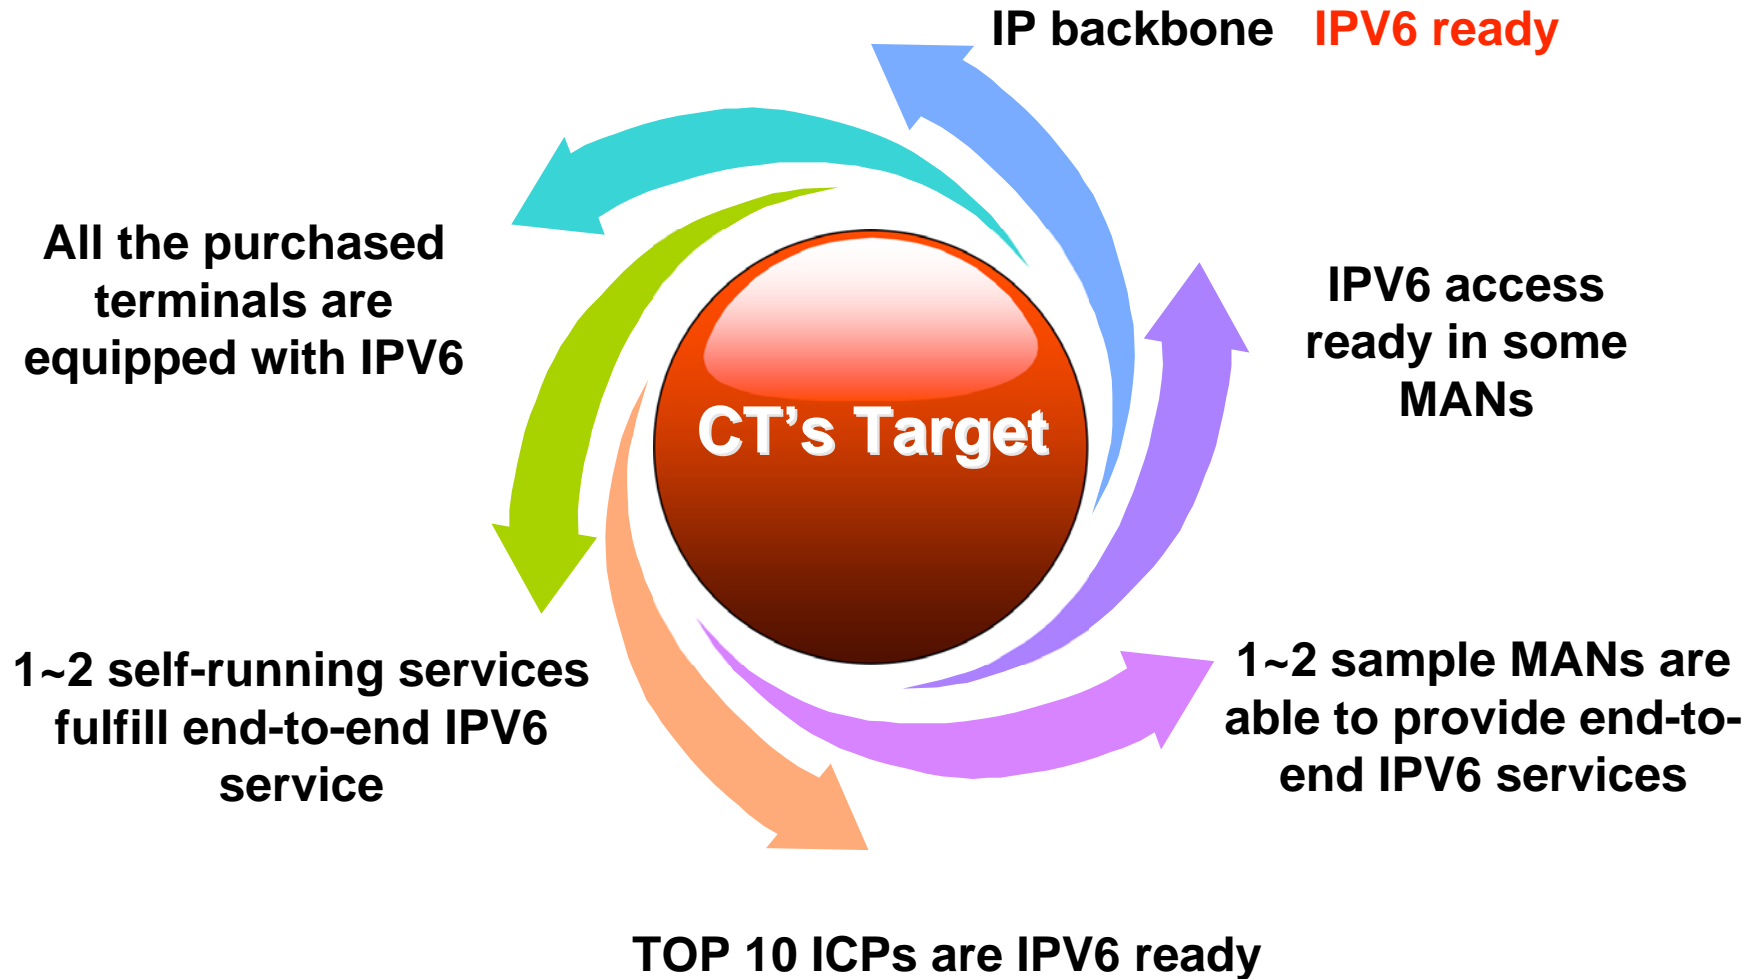 IP backbone IPV6 ready
All the purchased
terminals are
equipped with IPV6
IPV6 access
ready in some
MANs
CT’s Target
1~2 self-running services
fulfill end-to-end IPV6
service
1~2 sample MANs are
able to provide end-to-
end IPV6 services
TOP 10 ICPs are IPV6 ready